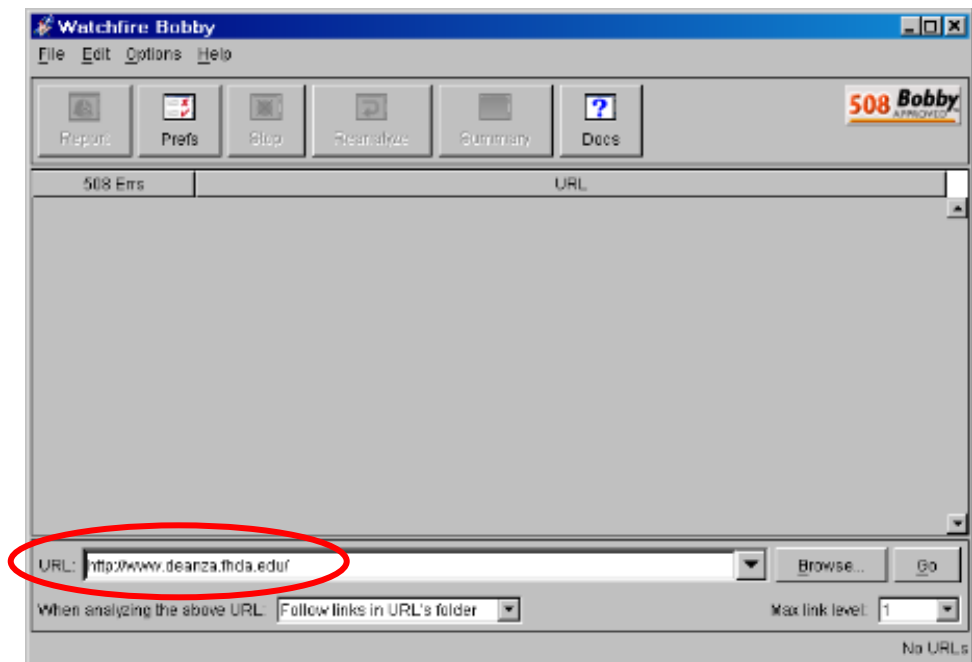 Watchfire Bobby
File Edit Options Help
Report Prefs Stop Reanalyze Summary Docs
508 Bobby
APPROVED
508 Errs URL
URL: http://www.deanza.fhda.edu/ Browse... Go
When analyzing the above URL: Follow links in URL's folder Max link level: 1
No URLs